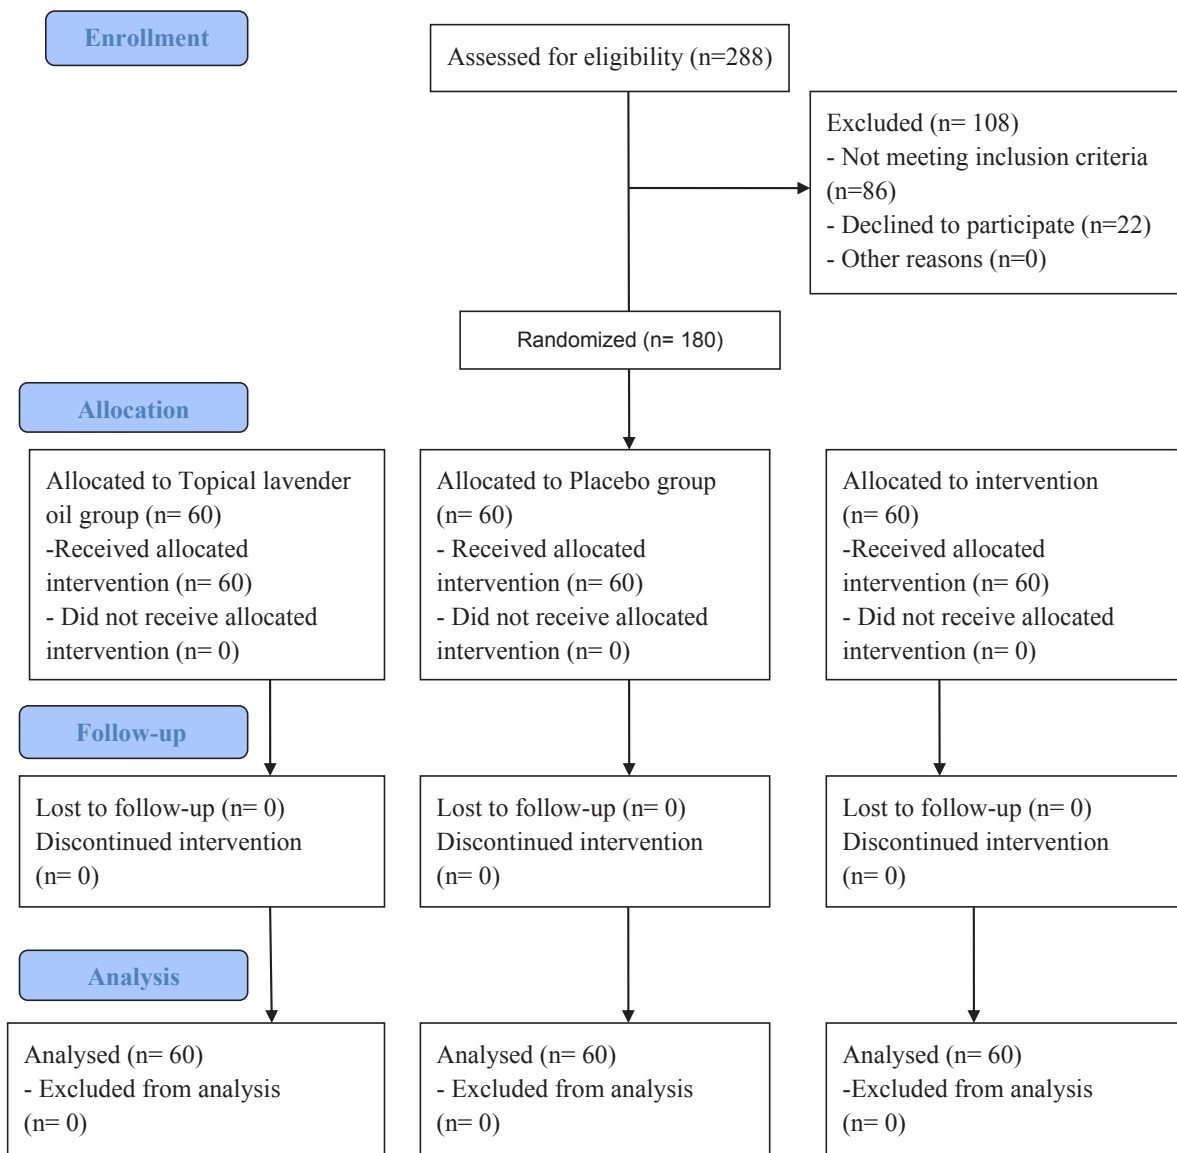 Enrollment
Assessed for eligibility (n=288)
Excluded (n= 108)
- Not meeting inclusion criteria
(n=86)
- Declined to participate (n=22)
- Other reasons (n=0)
Randomized (n= 180)
Allocation
Allocated to Topical lavender
oil group (n= 60)
-Received allocated
intervention (n= 60)
- Did not receive allocated
intervention (n= 0)
Allocated to Placebo group
(n= 60)
- Received allocated
intervention (n= 60)
- Did not receive allocated
intervention (n= 0)
Allocated to intervention
(n= 60)
-Received allocated
intervention (n= 60)
- Did not receive allocated
intervention (n= 0)
Follow-up
Lost to follow-up (n= 0)
Discontinued intervention
(n= 0)
Lost to follow-up (n= 0)
Discontinued intervention
(n= 0)
Lost to follow-up (n= 0)
Discontinued intervention
(n= 0)
Analysis
Analysed (n= 60)
- Excluded from analysis
(n= 0)
Analysed (n= 60)
- Excluded from analysis
(n= 0)
Analysed (n= 60)
-Excluded from analysis
(n= 0)